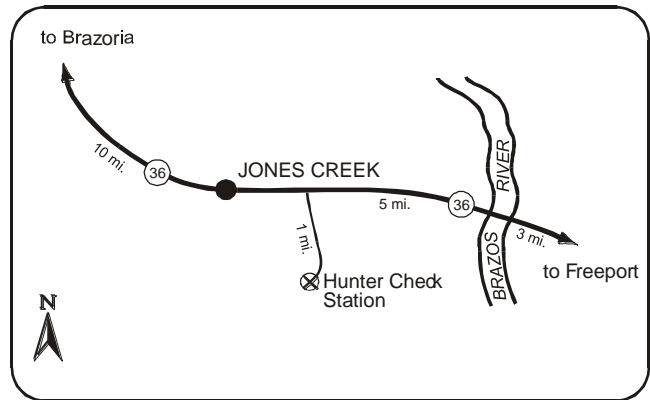 to Brazoria
10 mi.
36
JONES CREEK
5 mi.
36
RIVER
BRAZOS
3 mi.
to Freeport
1 mi.
Hunter Check
Station
N